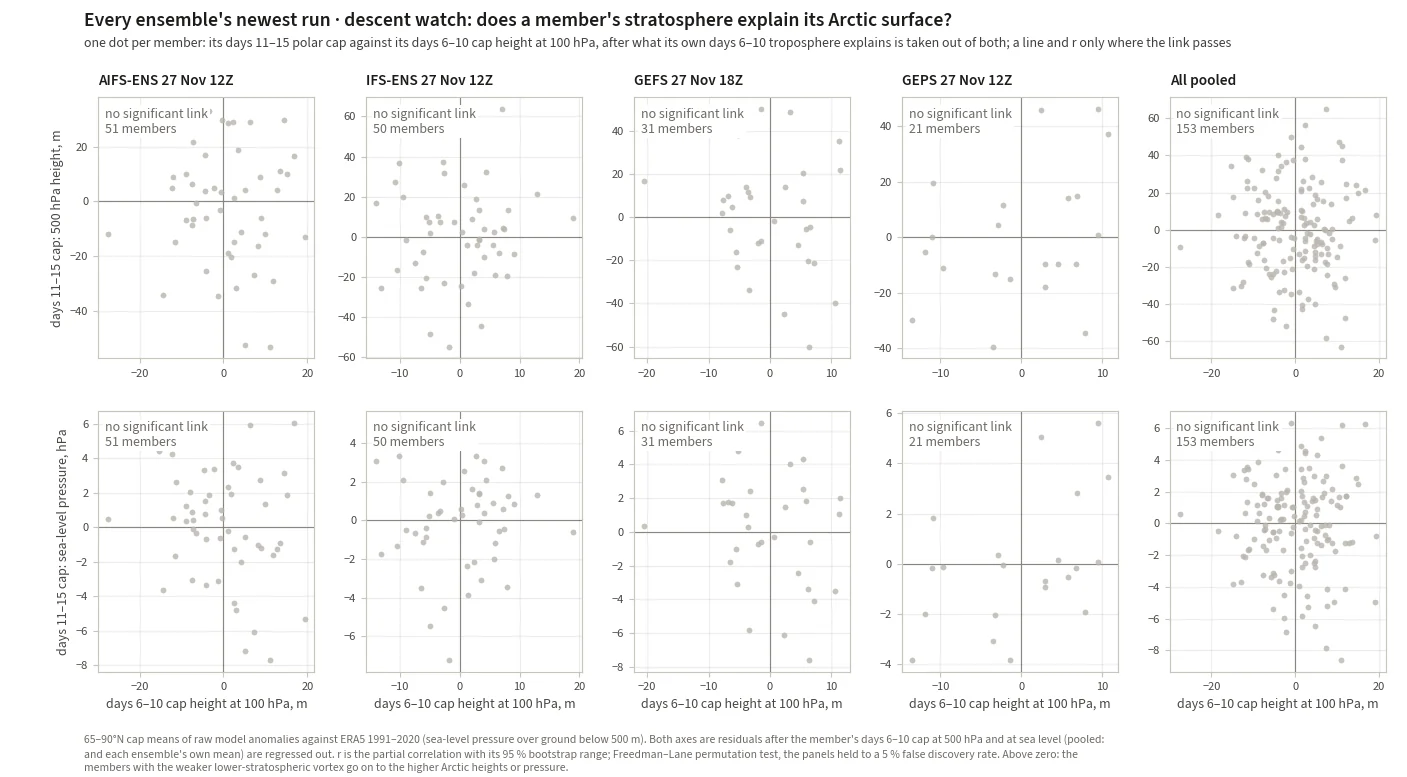 Every ensemble's newest run · descent watch: does a member's stratosphere explain its Arctic surface?
one dot per member: its days 11–15 polar cap against its days 6–10 cap height at 100 hPa, after what its own days 6–10 troposphere explains is taken out of both; a line and r only where the link passes
AIFS-ENS 27 Nov 12Z
IFS-ENS 27 Nov 12Z
GEFS 27 Nov 18Z
GEPS 27 Nov 12Z
All pooled
days 11–15 cap: 500 hPa height, m
no significant link
51 members
20
0
−20
−40
−20
0
20
no significant link
50 members
60
40
20
0
−20
−40
−60
−10
0
10
20
no significant link
31 members
40
20
0
−20
−40
−60
−20
−10
0
10
no significant link
21 members
40
20
0
−20
−40
−10
0
10
no significant link
153 members
60
40
20
0
−20
−40
−60
−20
0
20
days 11–15 cap: sea-level pressure, hPa
no significant link
51 members
6
4
2
0
−2
−4
−6
−8
−20
0
20
days 6–10 cap height at 100 hPa, m
no significant link
50 members
4
2
0
−2
−4
−6
−10
0
10
20
days 6–10 cap height at 100 hPa, m
no significant link
31 members
6
4
2
0
−2
−4
−6
−8
−20
−10
0
10
days 6–10 cap height at 100 hPa, m
no significant link
21 members
6
4
2
0
−2
−4
−10
0
10
days 6–10 cap height at 100 hPa, m
no significant link
153 members
6
4
2
0
−2
−4
−6
−8
−20
0
20
days 6–10 cap height at 100 hPa, m
65–90°N cap means of raw model anomalies against ERA5 1991–2020 (sea-level pressure over ground below 500 m). Both axes are residuals after the member's days 6–10 cap at 500 hPa and at sea level (pooled:
and each ensemble's own mean) are regressed out. r is the partial correlation with its 95 % bootstrap range; Freedman–Lane permutation test, the panels held to a 5 % false discovery rate. Above zero: the
members with the weaker lower-stratospheric vortex go on to the higher Arctic heights or pressure.